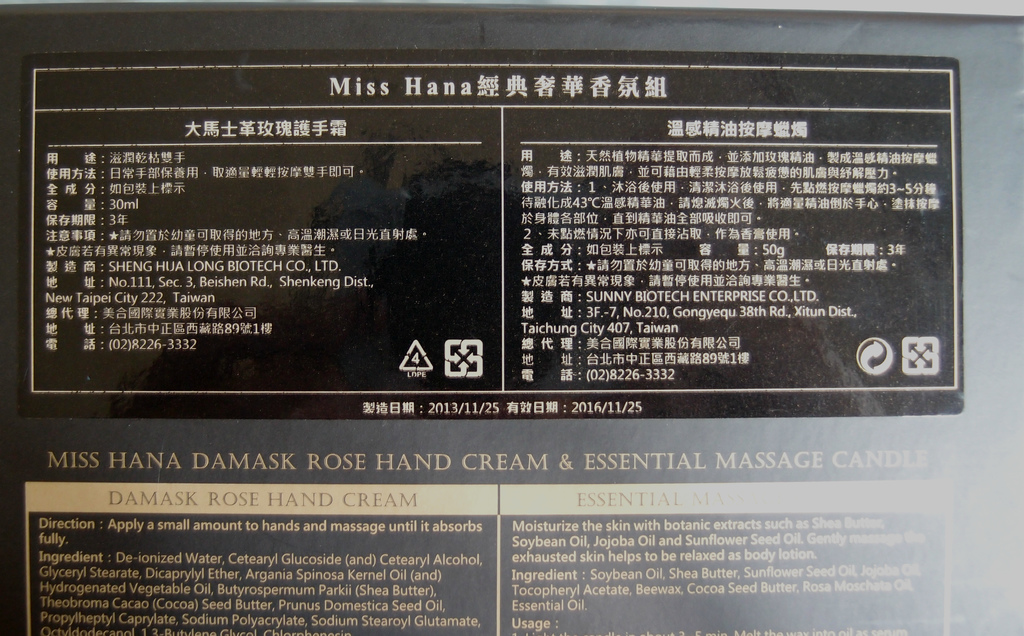 Miss Hana經典奢華香氛組
大馬士革玫瑰護手霜
用　　途：滋潤乾枯雙手
使用方法：日常手部保養用，取適量輕輕按摩雙手即可。
全 成 分：如包裝上標示
容　　量：30ml
保存期限：3年
注意事項：★請勿置於幼童可取得的地方、高溫潮濕或日光直射處。
★皮膚若有異常現象，請暫停使用並洽詢專業醫生。
製 造 商：SHENG HUA LONG BIOTECH CO., LTD.
地　　址：No.111, Sec. 3, Beishen Rd., Shenkeng Dist.,
New Taipei City 222, Taiwan
總 代 理：美合國際實業股份有限公司
地　　址：台北市中正區西藏路89號1樓
電　　話：(02)8226-3332
4
LDPE
溫感精油按摩蠟燭
用　　途：天然植物精華提取而成，並添加玫瑰精油，製成溫感精油按摩蠟
燭，有效滋潤肌膚，並可藉由輕柔按摩放鬆疲憊的肌膚與紓解壓力。
使用方法：1、沐浴後使用，清潔沐浴後使用，先點燃按摩蠟燭約3~5分鐘
待融化成43℃溫感精華油，請熄滅燭火後，將適量精油倒於手心，塗抹按摩
於身體各部位，直到精華油全部吸收即可。
2、未點燃情況下亦可直接沾取，作為香膏使用。
全 成 分：如包裝上標示　容　量：50g　保存期限：3年
保存方式：★請勿置於幼童可取得的地方、高溫潮濕或日光直射處。
★皮膚若有異常現象，請暫停使用並洽詢專業醫生。
製 造 商：SUNNY BIOTECH ENTERPRISE CO.,LTD.
地　　址：3F.-7, No.210, Gongyequ 38th Rd., Xitun Dist.,
Taichung City 407, Taiwan
總 代 理：美合國際實業股份有限公司
地　　址：台北市中正區西藏路89號1樓
電　　話：(02)8226-3332
製造日期：2013/11/25 有效日期：2016/11/25
MISS HANA DAMASK ROSE HAND CREAM & ESSENTIAL MASSAGE CANDLE
DAMASK ROSE HAND CREAM
Direction : Apply a small amount to hands and massage until it absorbs
fully.
Ingredient : De-ionized Water, Cetearyl Glucoside (and) Cetearyl Alcohol,
Glyceryl Stearate, Dicaprylyl Ether, Argania Spinosa Kernel Oil (and)
Hydrogenated Vegetable Oil, Butyrospermum Parkii (Shea Butter),
Theobroma Cacao (Cocoa) Seed Butter, Prunus Domestica Seed Oil,
Propylheptyl Caprylate, Sodium Polyacrylate, Sodium Stearoyl Glutamate,
Octyldodecanol, 1,3-Butylene Glycol, Chlorphenesin
ESSENTIAL
Moisturize the skin with botanic extracts such as Shea Butter,
Soybean Oil, Jojoba Oil and Sunflower Seed Oil. Gently massage the
exhausted skin helps to be relaxed as body lotion.
Ingredient : Soybean Oil, Shea Butter, Sunflower Seed Oil, Jojoba Oil,
Tocopheryl Acetate, Beewax, Cocoa Seed Butter, Rosa Moschata Oil,
Essential Oil.
Usage :
1. Light the candle in about 3~5 min. Melt the wax into oil as serum